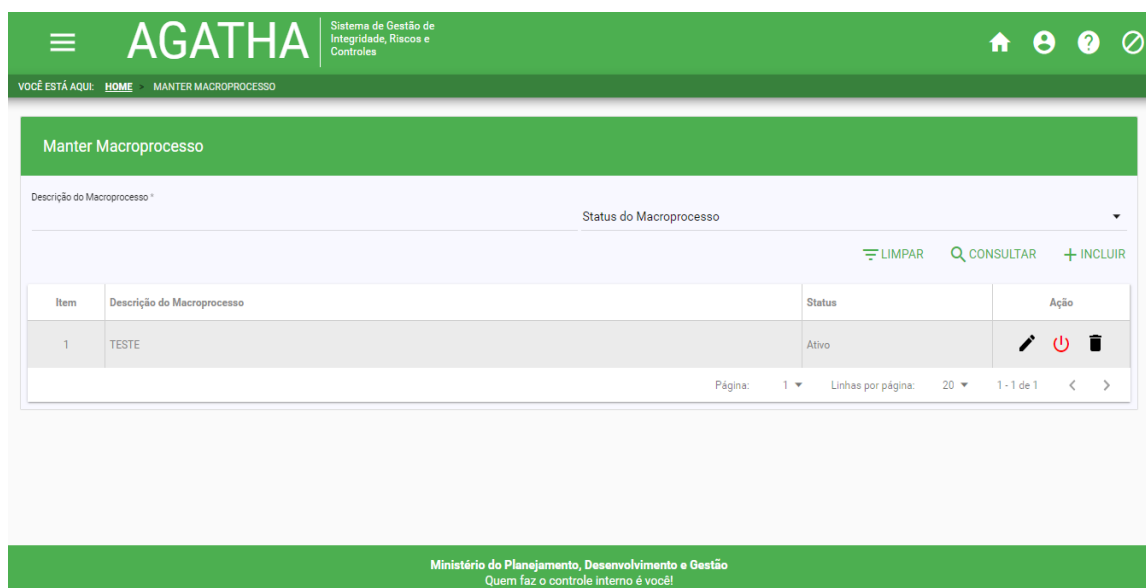 AGATHA
Sistema de Gestão de
Integridade, Riscos e
Controles
VOCÊ ESTÁ AQUI: HOME > MANTER MACROPROCESSO
Manter Macroprocesso
Descrição do Macroprocesso *
Status do Macroprocesso
LIMPAR CONSULTAR + INCLUIR
Item Descrição do Macroprocesso Status Ação
1 TESTE Ativo
Página: 1 Linhas por página: 20 1 - 1 de 1 < >
Ministério do Planejamento, Desenvolvimento e Gestão
Quem faz o controle interno é você!